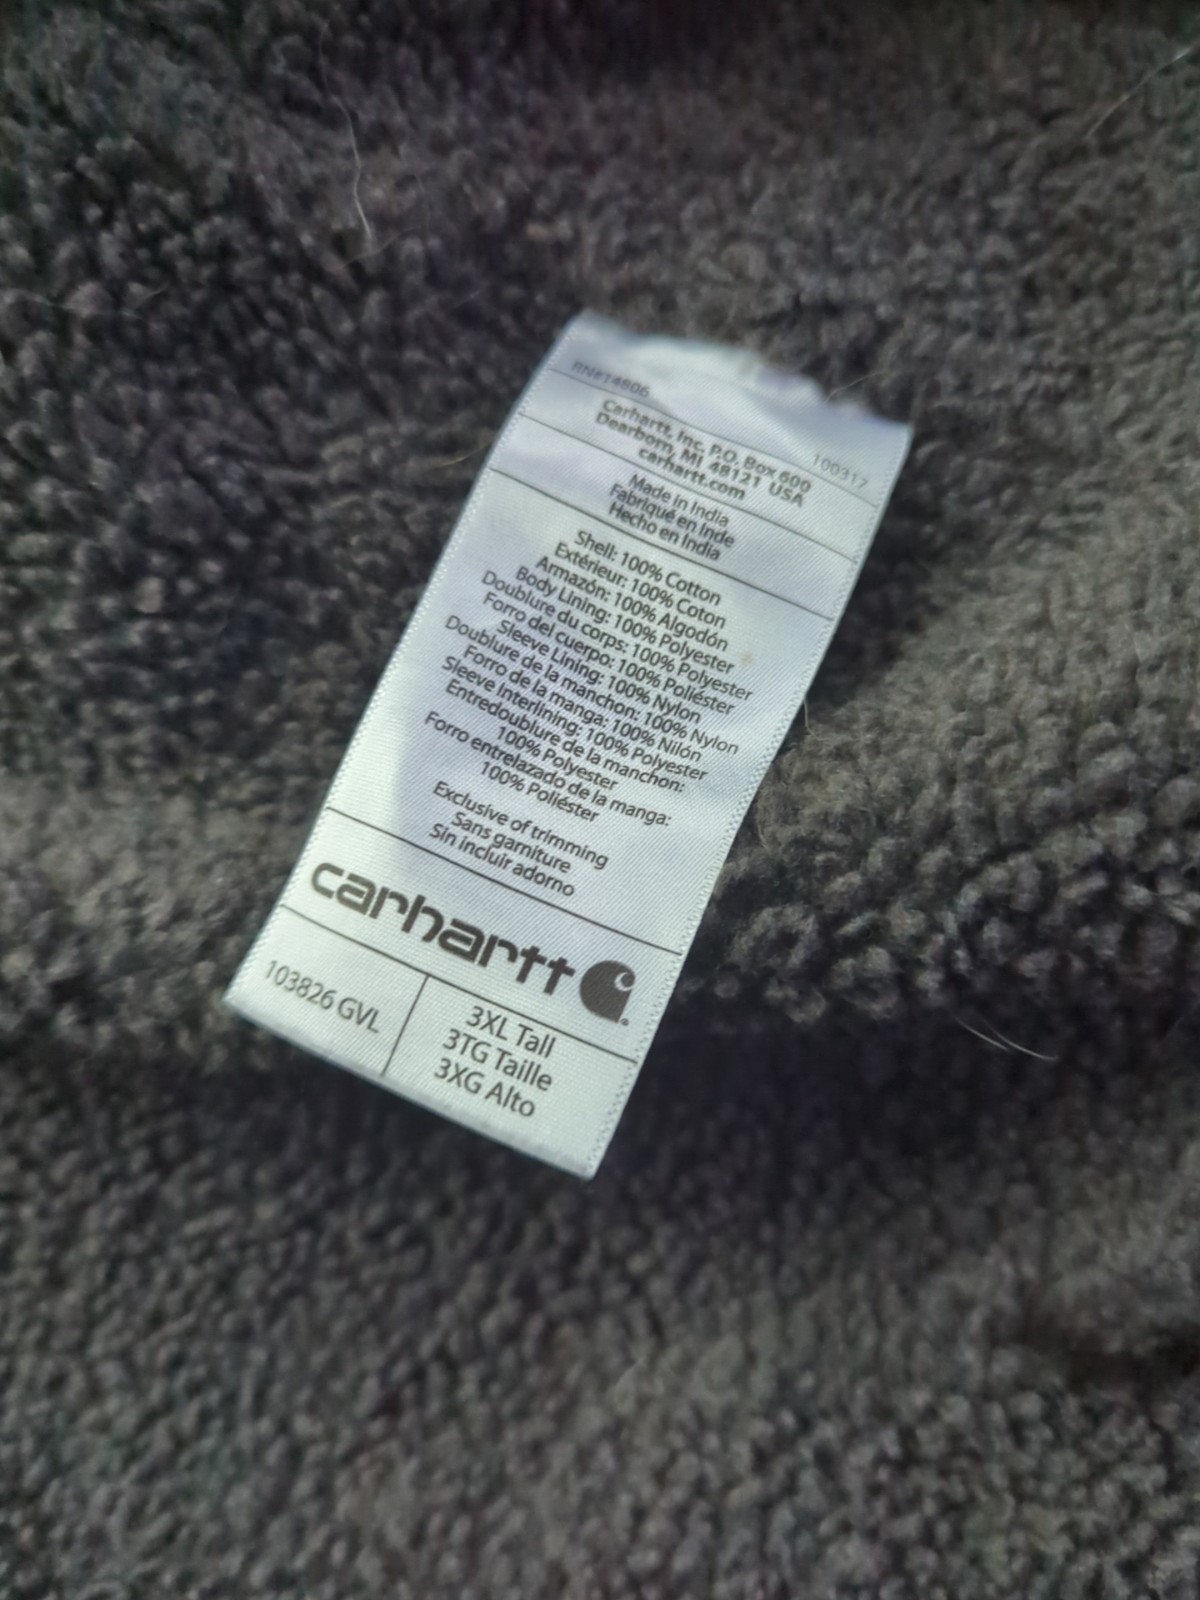 RN#14806
100317
Carhartt, Inc. P.O. Box 600
Dearborn, MI 48121 USA
carhartt.com
Made in India
Fabriqué en Inde
Hecho en India
Shell: 100% Cotton
Extérieur: 100% Coton
Armazón: 100% Algodón
Body Lining: 100% Polyester
Doublure du corps: 100% Polyester
Forro del cuerpo: 100% Poliéster
Sleeve Lining: 100% Nylon
Doublure de la manchon: 100% Nylon
Forro de la manga: 100% Nilón
Sleeve Interlining: 100% Polyester
Entredoublure de la manchon:
100% Polyester
Forro entrelazado de la manga:
100% Poliéster
Exclusive of trimming
Sans garniture
Sin incluir adorno
carhartt
103826 GVL
3XL Tall
3TG Taille
3XG Alto